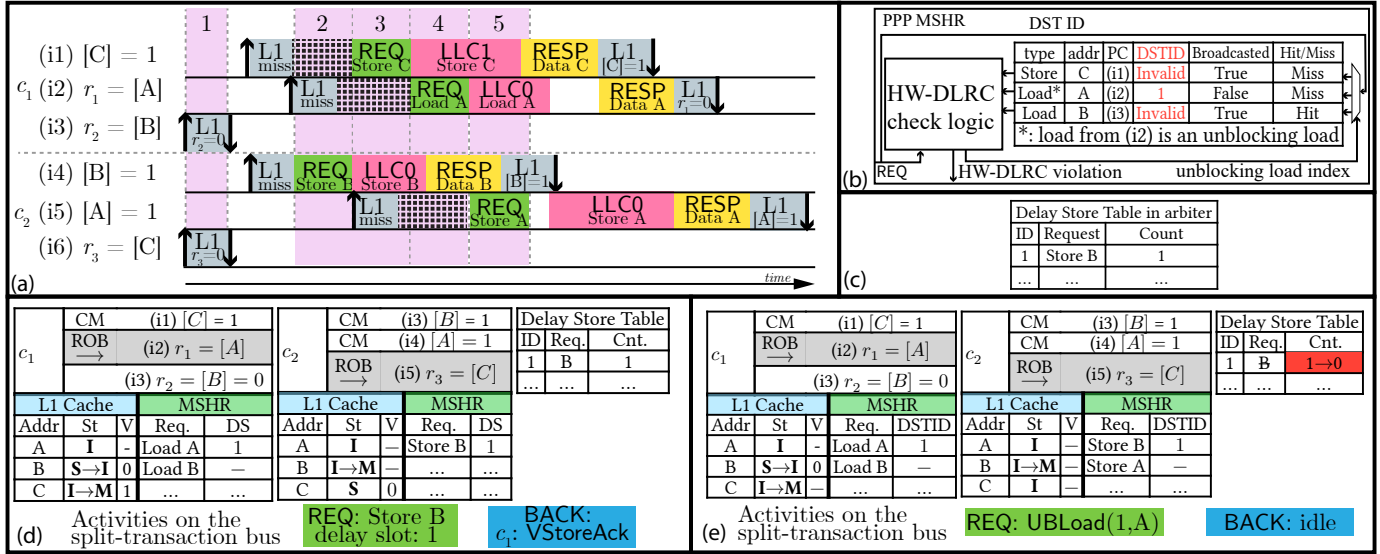 1 2 3 4 5
(i1) [C] = 1
L1 miss REQ Store C LLC1 Store C RESP Data C L1 [C]=1
c1 (i2) r1 = [A]
L1 miss REQ Load A LLC0 Load A RESP Data A L1 r1=0
(i3) r2 = [B]
L1 r2=0
(i4) [B] = 1
L1 miss REQ Store B LLC0 Store B RESP Data B L1 [B]=1
c2 (i5) [A] = 1
L1 miss REQ Store A LLC0 Store A RESP Data A L1 [A]=1
(i6) r3 = [C]
L1 r3=0
(a)
time
PPP MSHR DST ID
type addr PC DSTID Broadcasted Hit/Miss
Store C (i1) Invalid True Miss
Load* A (i2) 1 False Miss
Load B (i3) Invalid True Hit
*: load from (i2) is an unblocking load
HW-DLRC
check logic
REQ
HW-DLRC violation
unblocking load index
(b)
Delay Store Table in arbiter
ID Request Count
1 Store B 1
... ... ...
(c)
c1
CM (i1) [C] = 1
ROB → (i2) r1 = [A]
(i3) r2 = [B] = 0
L1 Cache MSHR
Addr St V Req. DS
A I - Load A 1
B S→I 0 Load B –
C I→M 1 ... ...
c2
CM (i3) [B] = 1
CM (i4) [A] = 1
ROB → (i5) r3 = [C]
L1 Cache MSHR
Addr St V Req. DS
A I – Store B 1
B I→M – ... ...
C S 0 ... ...
Delay Store Table
ID Req. Cnt.
1 B 1
... ... ...
(d)
Activities on the
split-transaction bus
REQ: Store B
delay slot: 1
BACK:
c1: VStoreAck
c1
CM (i1) [C] = 1
ROB → (i2) r1 = [A]
(i3) r2 = [B] = 0
L1 Cache MSHR
Addr St V Req. DSTID
A I - Load A 1
B S→I 0 Load B –
C I→M – ... ...
c2
CM (i3) [B] = 1
CM (i4) [A] = 1
ROB → (i5) r3 = [C]
L1 Cache MSHR
Addr St V Req. DSTID
A I – Store B 1
B I→M – Store A –
C I – ... ...
Delay Store Table
ID Req. Cnt.
1 B 1→0
... ... ...
(e)
Activities on the
split-transaction bus
REQ: UBLoad(1,A)
BACK: idle